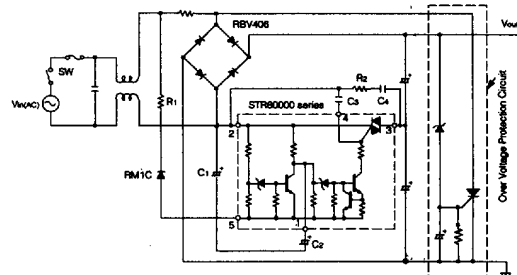 RBV406
Vout
SW
R1
R2
C3
C4
STR80000 series
4
2
3
Vin(AC)
C1
RM1C
5
1
C2
Over Voltage Protection Circuit